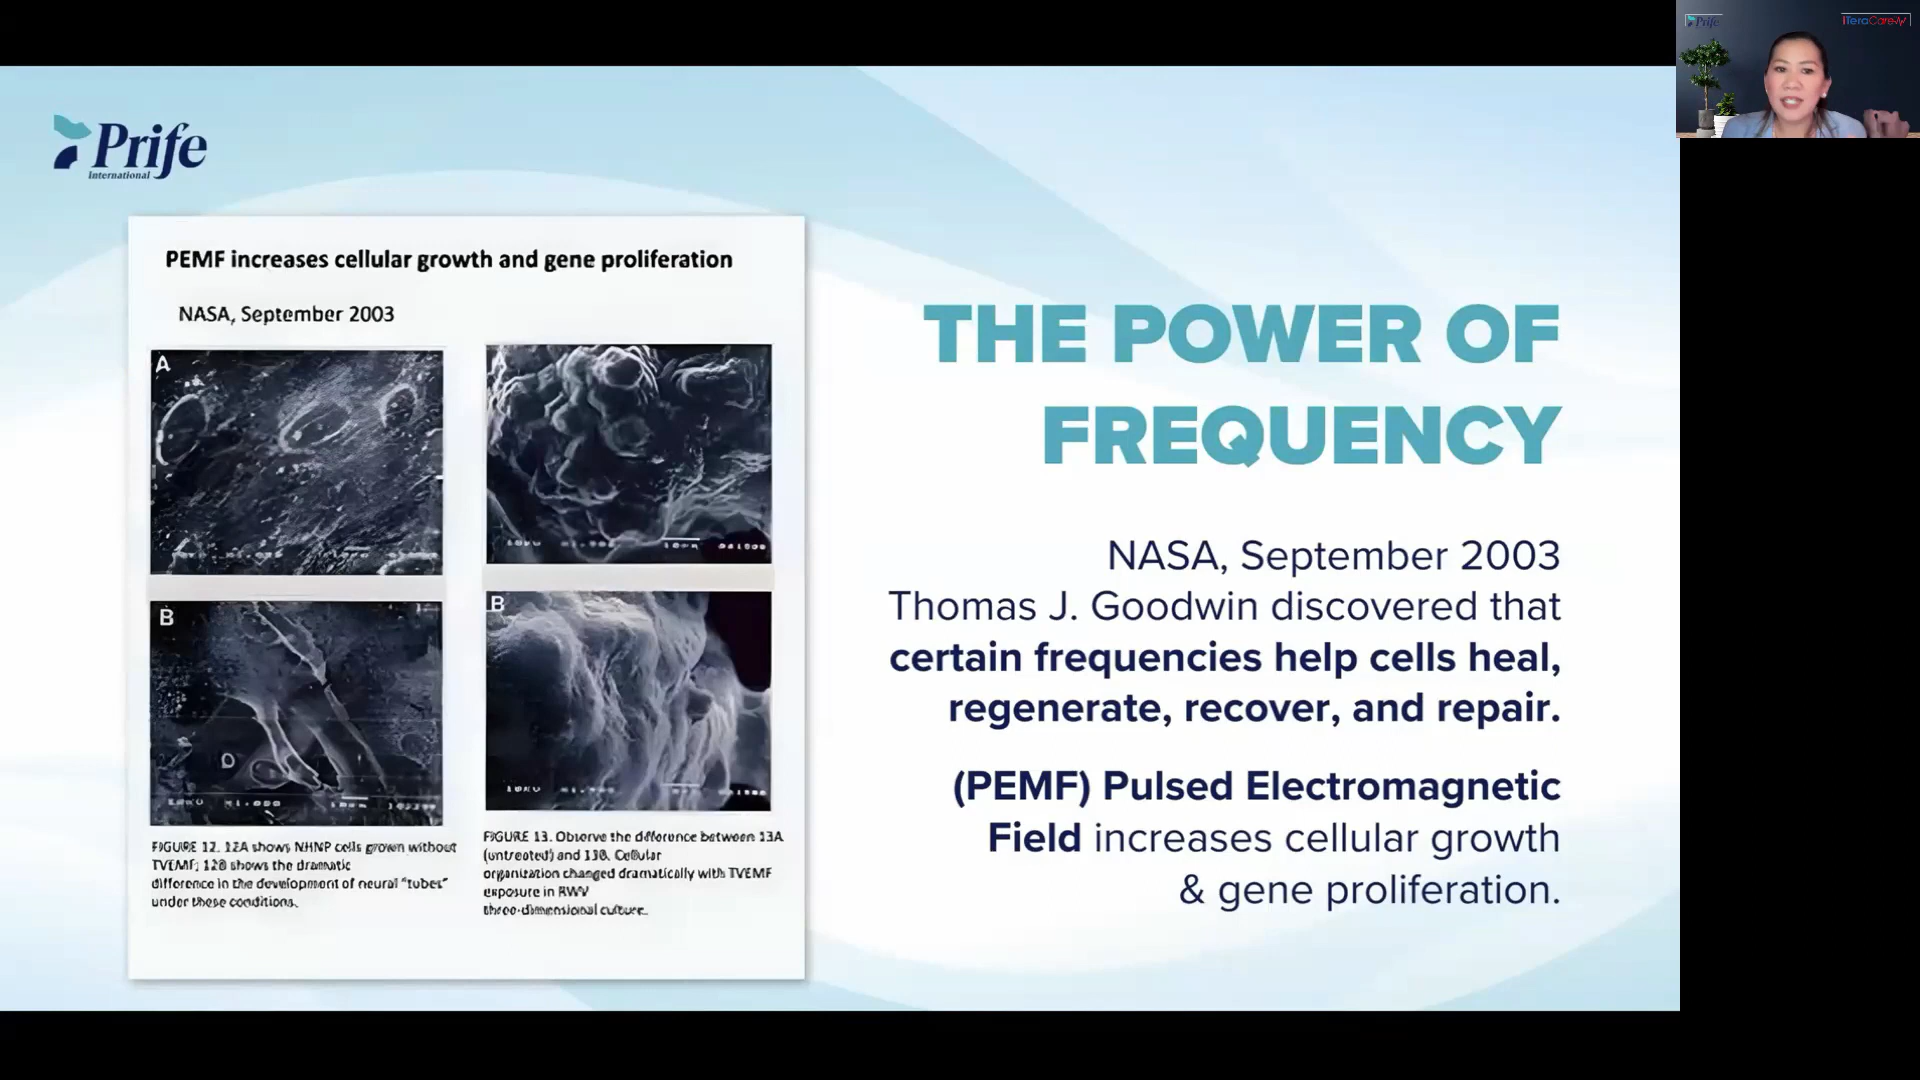 Prife
International
PEMF increases cellular growth and gene proliferation
NASA, September 2003
A
B
B
FIGURE 12. 12A shows NHNP cells grown without
TVEMF; 12B shows the dramatic
difference in the development of neural "tubes"
under these conditions.
FIGURE 13. Observe the difference between 13A
(untreated) and 13B. Cellular
organization changed dramatically with TVEMF
exposure in RWV
three-dimensional culture.
THE POWER OF
FREQUENCY
NASA, September 2003
Thomas J. Goodwin discovered that
certain frequencies help cells heal,
regenerate, recover, and repair.
(PEMF) Pulsed Electromagnetic
Field increases cellular growth
& gene proliferation.
Prife
iTeraCare